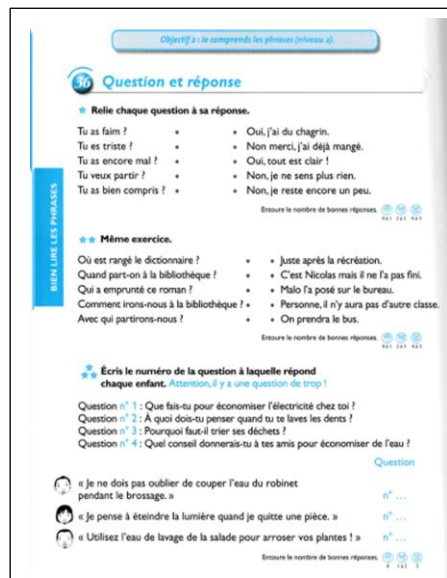 Objectif 2 : Je comprends les phrases (niveau 2).
36 Question et réponse
Relie chaque question à sa réponse.
Tu as faim ? • • Oui, j'ai du chagrin.
Tu es triste ? • • Non merci, j'ai déjà mangé.
Tu as encore mal ? • • Oui, tout est clair !
Tu veux partir ? • • Non, je ne sens plus rien.
Tu as bien compris ? • • Non, je reste encore un peu.
Entoure le nombre de bonnes réponses.
BIEN LIRE LES PHRASES
Même exercice.
Où est rangé le dictionnaire ? • • Juste après la récréation.
Quand part-on à la bibliothèque ? • • C'est Nicolas mais il ne l'a pas fini.
Qui a emprunté ce roman ? • • Malo l'a posé sur le bureau.
Comment irons-nous à la bibliothèque ? • • Personne, il n'y aura pas d'autre classe.
Avec qui partirons-nous ? • • On prendra le bus.
Entoure le nombre de bonnes réponses.
Écris le numéro de la question à laquelle répond
chaque enfant. Attention, il y a une question de trop !
Question n° 1 : Que fais-tu pour économiser l'électricité chez toi ?
Question n° 2 : À quoi dois-tu penser quand tu te laves les dents ?
Question n° 3 : Pourquoi faut-il trier ses déchets ?
Question n° 4 : Quel conseil donnerais-tu à tes amis pour économiser de l'eau ?
Question
« Je ne dois pas oublier de couper l'eau du robinet
pendant le brossage. » n° ...
« Je pense à éteindre la lumière quand je quitte une pièce. » n° ...
« Utilisez l'eau de lavage de la salade pour arroser vos plantes ! » n° ...
Entoure le nombre de bonnes réponses.